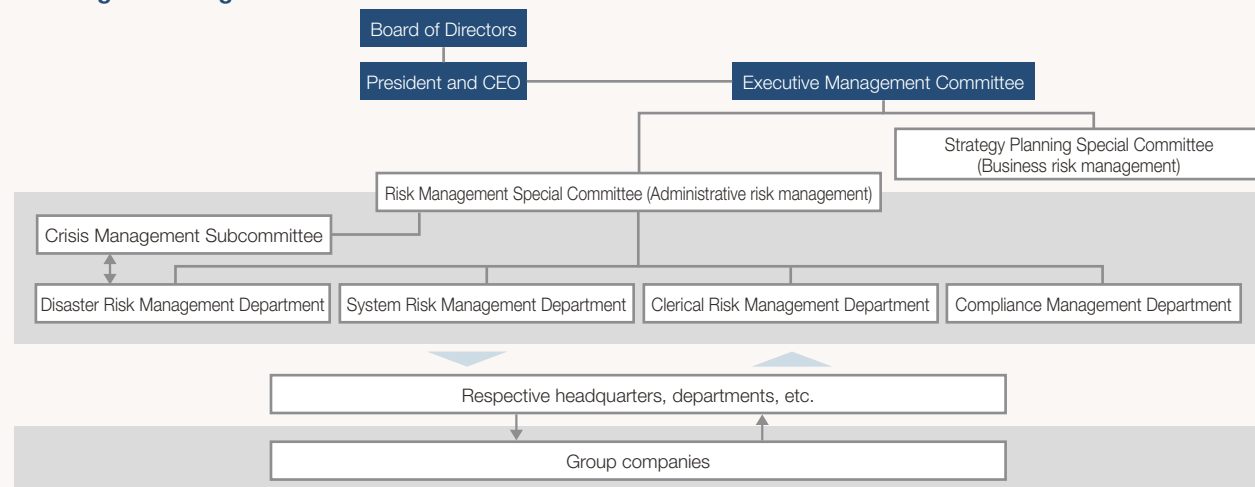 Board of Directors
President and CEO
Executive Management Committee
Strategy Planning Special Committee
(Business risk management)
Risk Management Special Committee (Administrative risk management)
Crisis Management Subcommittee
Disaster Risk Management Department
System Risk Management Department
Clerical Risk Management Department
Compliance Management Department
Respective headquarters, departments, etc.
Group companies